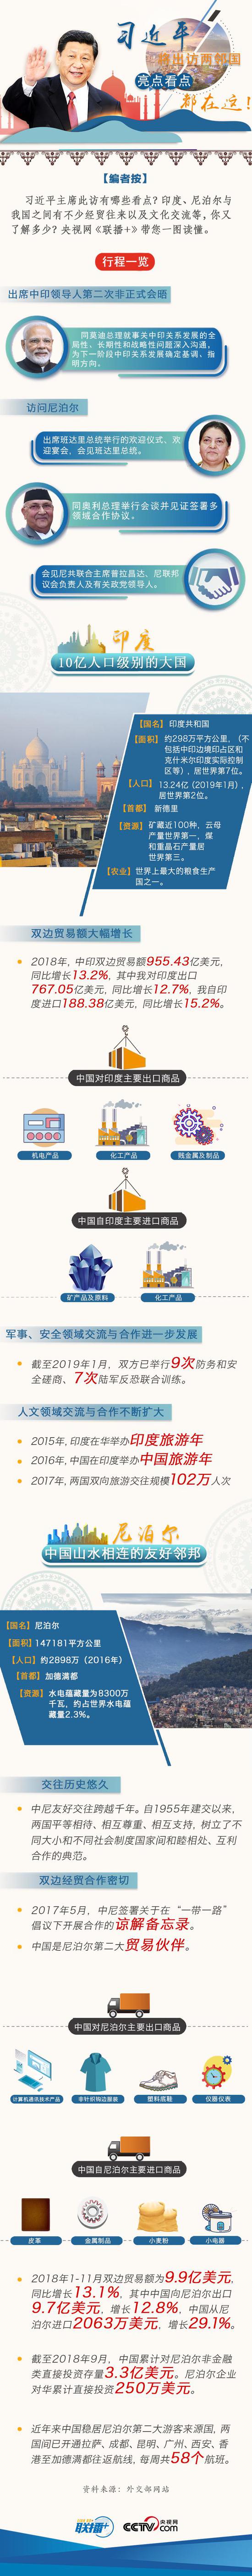 习近平
将出访两邻国
亮点看点
都在这!
【编者按】
习近平主席此访有哪些看点?印度、尼泊尔与
我国之间有不少经贸往来以及文化交流等,你又
了解多少?央视网《联播+》带您一图读懂。
行程一览
出席中印领导人第二次非正式会晤
同莫迪总理就事关中印关系发展的全
局性、长期性和战略性问题深入沟通,
为下一阶段中印关系发展确定基调、指
明方向。
访问尼泊尔
出席班达里总统举行的欢迎仪式、欢
迎宴会,会见班达里总统。
同奥利总理举行会谈并见证签署多
领域合作协议。
会见尼共联合主席普拉昌达、尼联邦
议会负责人及有关政党领导人。
印度
10亿人口级别的大国
【国名】印度共和国
【面积】约298万平方公里,(不
包括中印边境印占区和
克什米尔印度实际控制
区等),居世界第7位。
【人口】13.24亿(2019年1月),
居世界第2位。
【首都】新德里
【资源】矿藏近100种,云母
产量世界第一,煤
和重晶石产量居
世界第三。
【农业】世界上最大的粮食生产
国之一。
双边贸易额大幅增长
2018年,中印双边贸易额955.43亿美元,
同比增长13.2%,其中我对印度出口
767.05亿美元,同比增长12.7%,我自印
度进口188.38亿美元,同比增长15.2%。
中国对印度主要出口商品
机电产品 化工产品 贱金属及制品
中国自印度主要进口商品
矿产品及原料 化工产品
军事、安全领域交流与合作进一步发展
截至2019年1月,双方已举行9次防务和安
全磋商、7次陆军反恐联合训练。
人文领域交流与合作不断扩大
2015年,印度在华举办印度旅游年
2016年,中国在印度举办中国旅游年
2017年,两国双向旅游交往规模102万人次
尼泊尔
中国山水相连的友好邻邦
【国名】尼泊尔
【面积】147181平方公里
【人口】约2898万(2016年)
【首都】加德满都
【资源】水电蕴藏量为8300万
千瓦,约占世界水电蕴
藏量2.3%。
交往历史悠久
中尼友好交往跨越千年。自1955年建交以来,
两国平等相待、相互尊重、相互支持,树立了不
同大小和不同社会制度国家间和睦相处、互利
合作的典范。
双边经贸合作密切
2017年5月,中尼签署关于在“一带一路”
倡议下开展合作的谅解备忘录。
中国是尼泊尔第二大贸易伙伴。
中国对尼泊尔主要出口商品
计算机通讯技术产品 非针织钩边服装 塑料底鞋 仪器仪表
中国自尼泊尔主要进口商品
皮革 金属制品 小麦粉 小电器
2018年1-11月双边贸易额为9.9亿美元,
同比增长13.1%,其中中国向尼泊尔出口
9.7亿美元,增长12.8%,中国从尼
泊尔进口2063万美元,增长29.1%。
截至2018年9月,中国累计对尼泊尔非金融
类直接投资存量3.3亿美元。尼泊尔企业
对华累计直接投资250万美元。
近年来中国稳居尼泊尔第二大游客来源国,两
国间已开通拉萨、成都、昆明、广州、西安、香
港至加德满都往返航线,每周共58个航班。
资料来源:外交部网站
联播+ CCTV.com 央视网